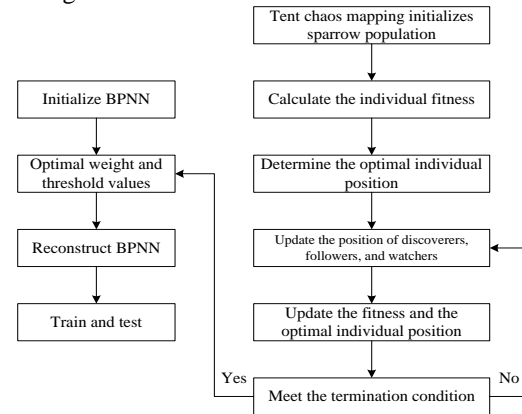 Tent chaos mapping initializes
sparrow population
Initialize BPNN
Calculate the individual fitness
Optimal weight and
threshold values
Determine the optimal individual
position
Reconstruct BPNN
Update the position of discoverers,
followers, and watchers
Train and test
Update the fitness and the
optimal individual position
Yes
No
Meet the termination condition